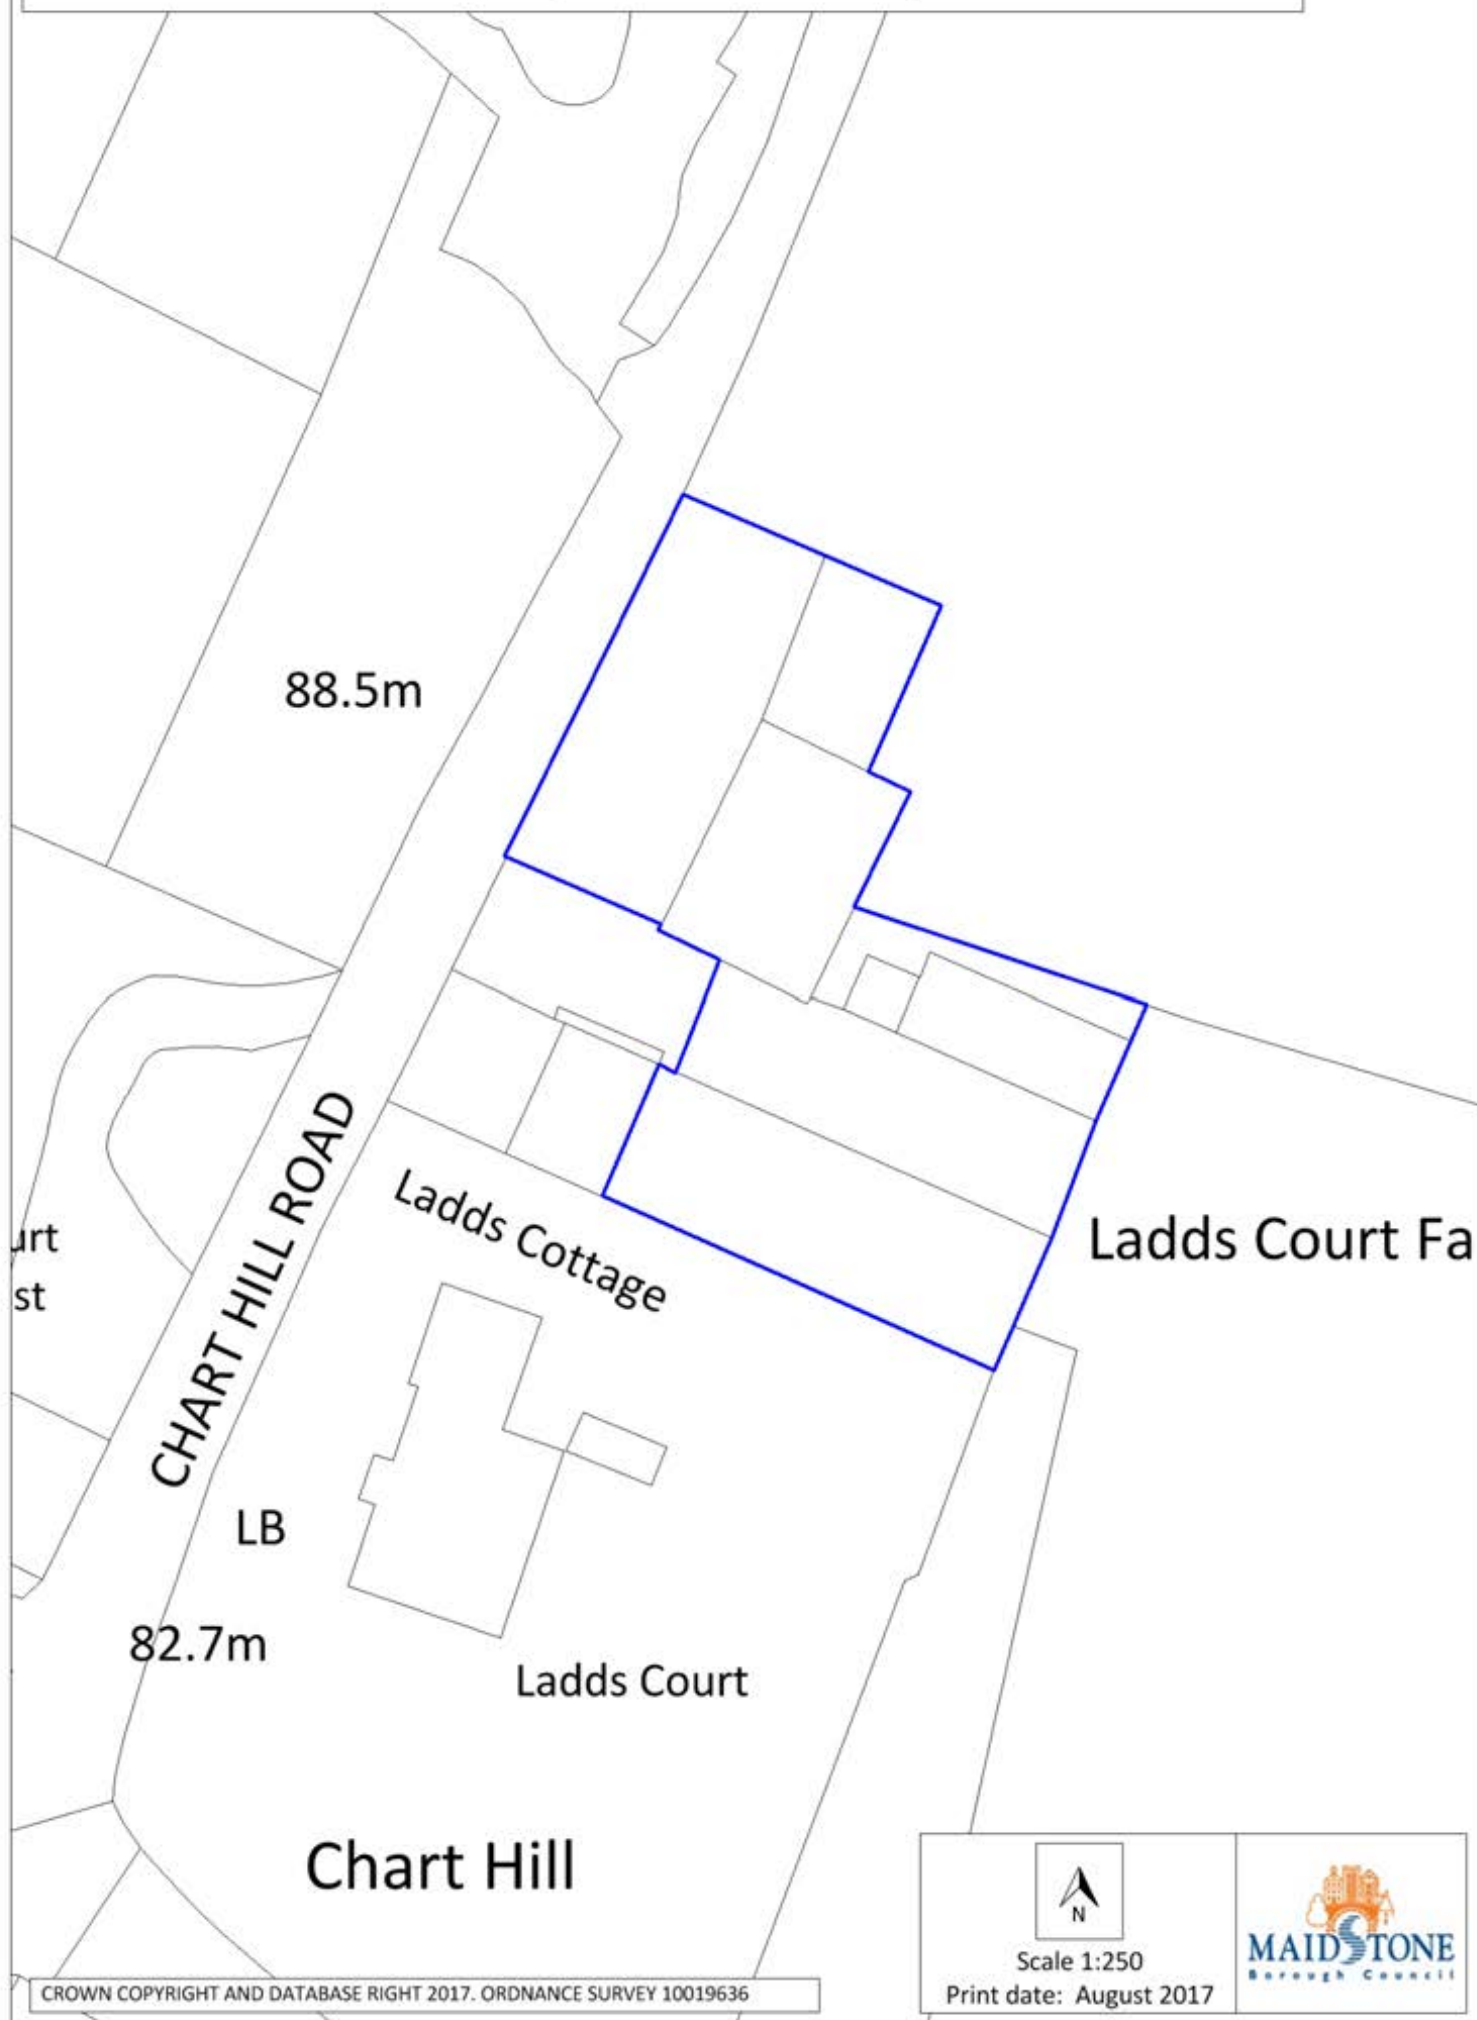 88.5m
CHART HILL ROAD
Ladds Cottage
Ladds Court Fa
urt
st
LB
82.7m
Ladds Court
Chart Hill
N
Scale 1:250
Print date: August 2017
MAIDSTONE
Borough Council
CROWN COPYRIGHT AND DATABASE RIGHT 2017. ORDNANCE SURVEY 10019636